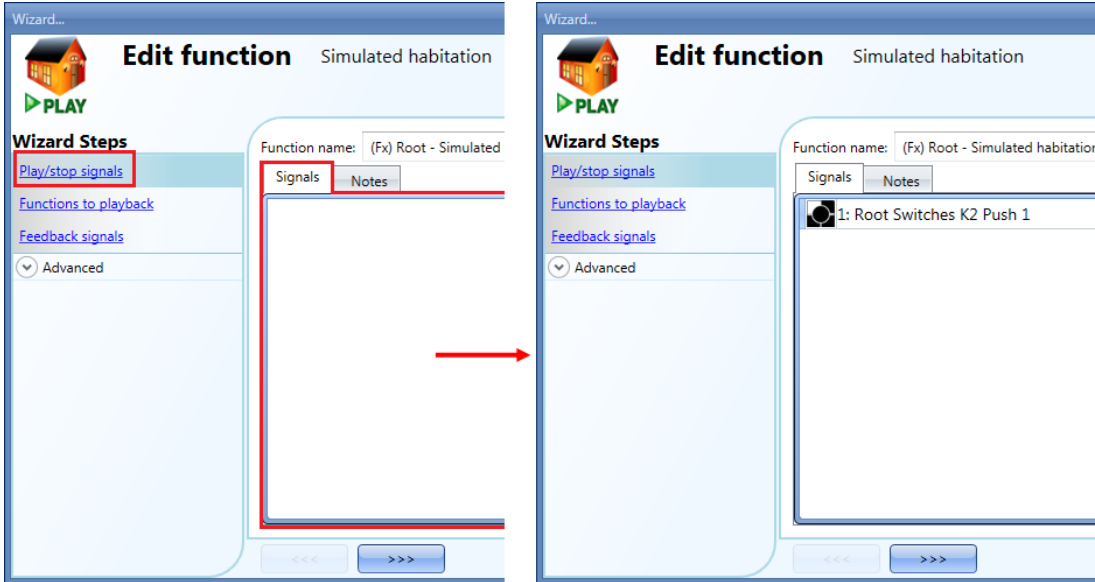 Wizard...
Edit function Simulated habitation
PLAY
Wizard Steps
Play/stop signals
Functions to playback
Feedback signals
Advanced
Function name: (Fx) Root - Simulated
Signals Notes
<<< >>>
Wizard...
Edit function Simulated habitation
PLAY
Wizard Steps
Play/stop signals
Functions to playback
Feedback signals
Advanced
Function name: (Fx) Root - Simulated habitation
Signals Notes
1: Root Switches K2 Push 1
<<< >>>